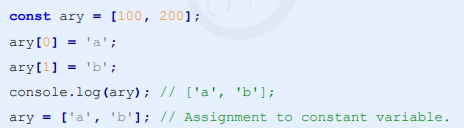 const ary = [100, 200];
ary[0] = 'a';
ary[1] = 'b';
console.log(ary); // ['a', 'b'];
ary = ['a', 'b']; // Assignment to constant variable.